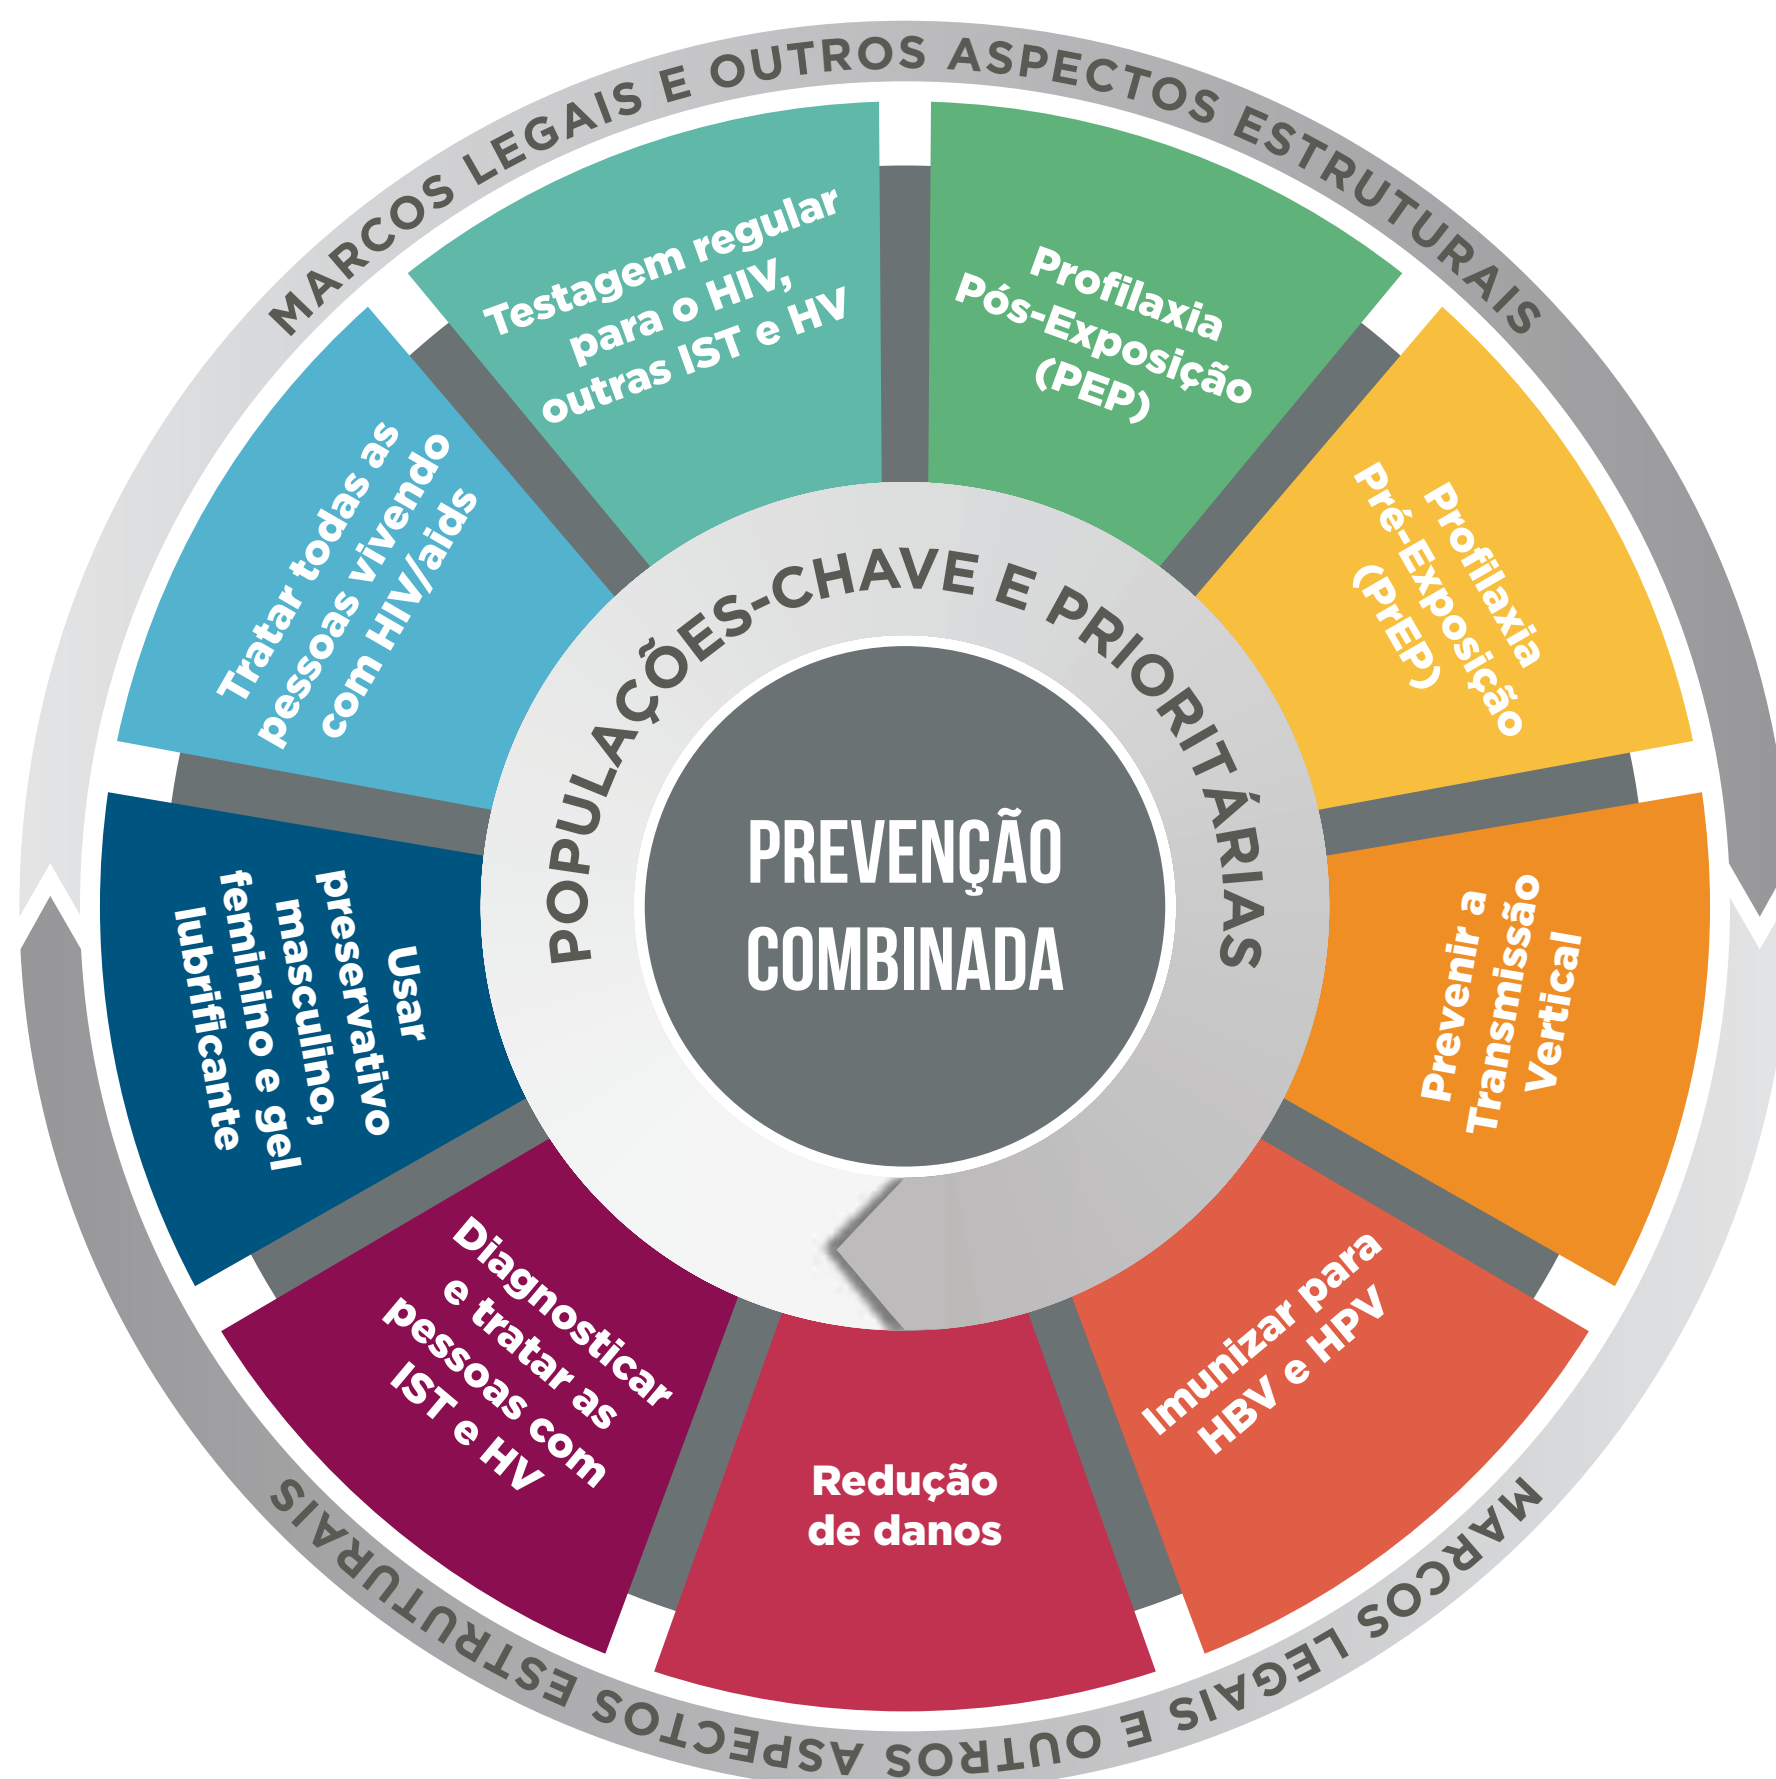 MARCOS LEGAIS E OUTROS ASPECTOS ESTRUTURAIS
Testagem regular
para o HIV,
outras IST e HV
Profilaxia
Pós-Exposição
(PEP)
Profilaxia
Pré-Exposição
(PrEP)
Prevenir a
Transmissão
Vertical
Imunizar para
HBV e HPV
Redução
de danos
Diagnosticar
e tratar as
pessoas com
IST e HV
Usar
preservativo
masculino,
feminino e gel
lubrificante
Tratar todas as
pessoas vivendo
com HIV/aids
POPULAÇÕES-CHAVE E PRIORITÁRIAS
PREVENÇÃO
COMBINADA
MARCOS LEGAIS E OUTROS ASPECTOS ESTRUTURAIS